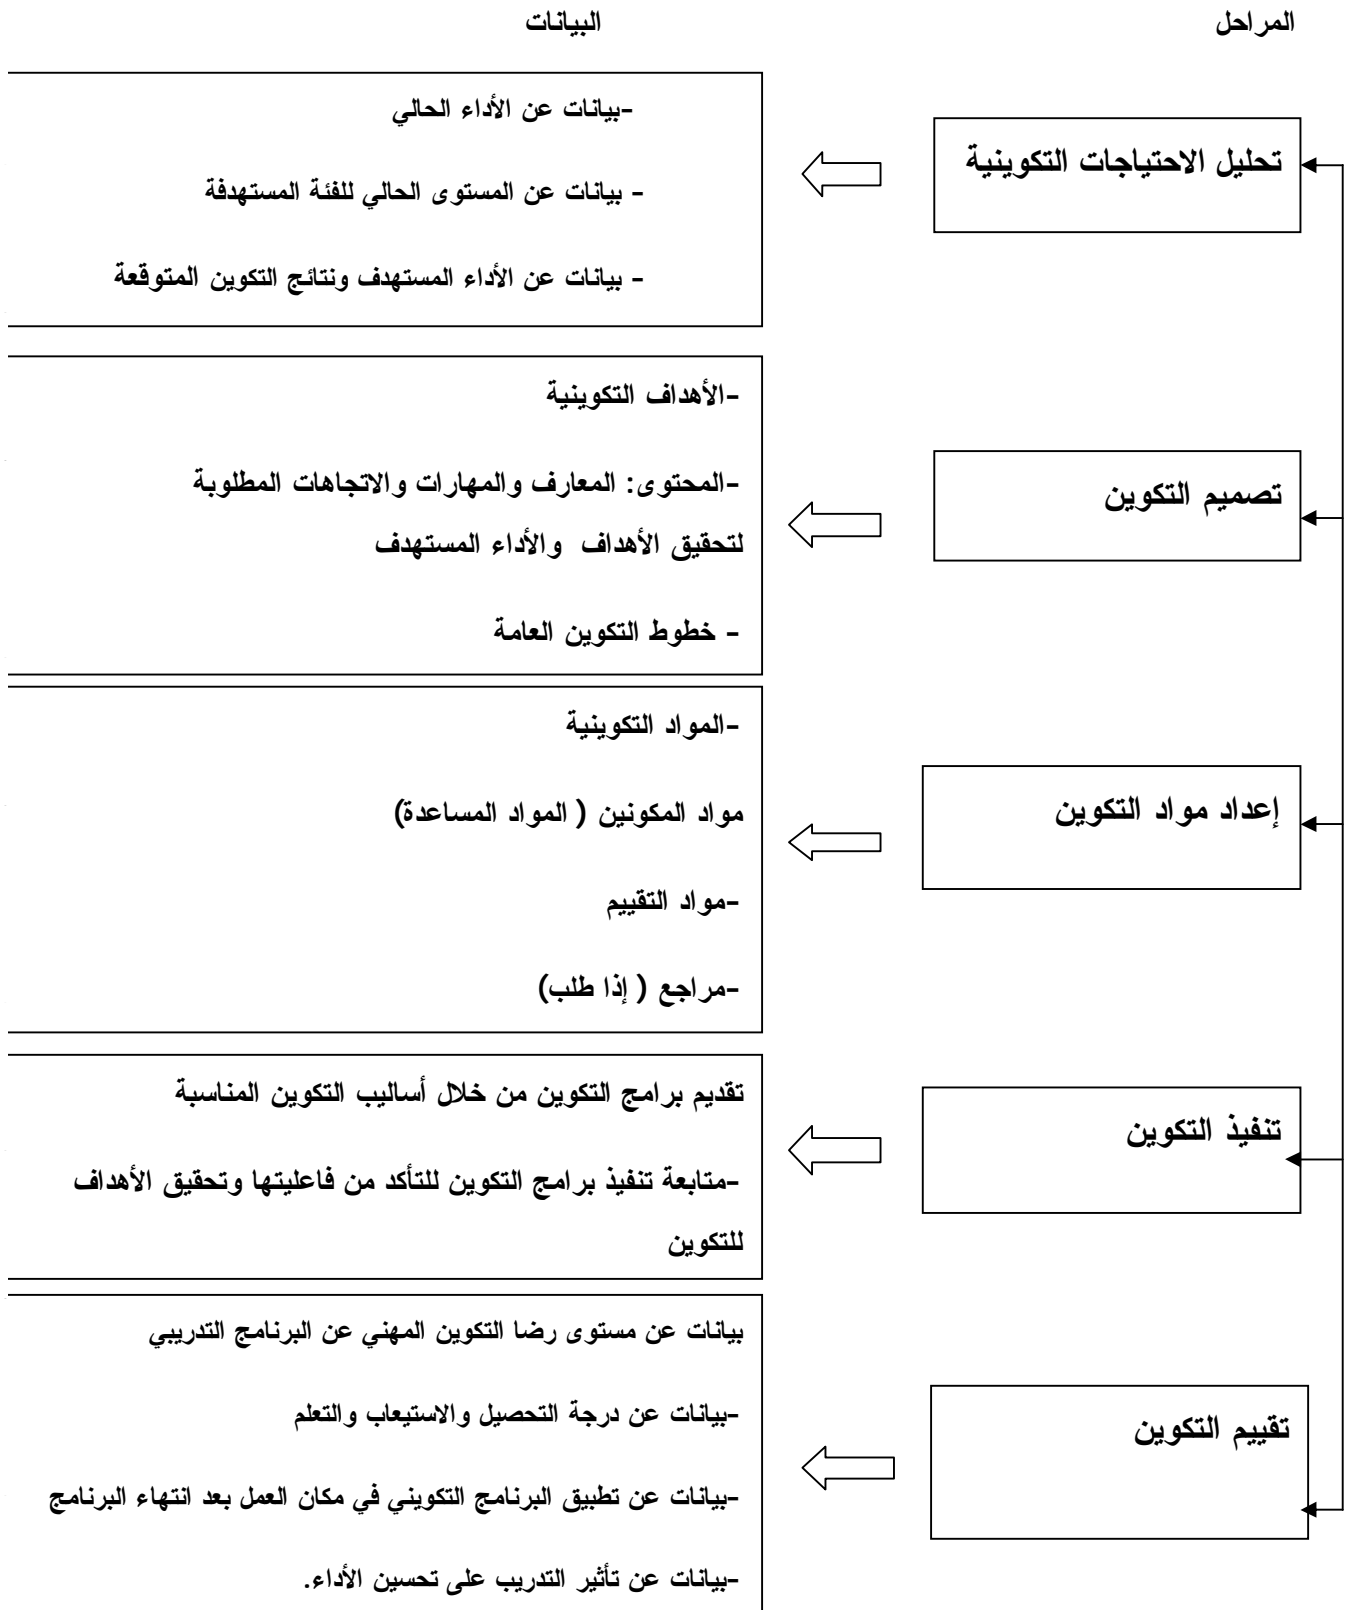 المراحل
البيانات
تحليل الاحتياجات التكوينية
-بيانات عن الأداء الحالي
- بيانات عن المستوى الحالي للفئة المستهدفة
- بيانات عن الأداء المستهدف ونتائج التكوين المتوقعة
تصميم التكوين
-الأهداف التكوينية
-المحتوى: المعارف والمهارات والاتجاهات المطلوبة
لتحقيق الأهداف والأداء المستهدف
- خطوط التكوين العامة
إعداد مواد التكوين
-المواد التكوينية
مواد المكونين ( المواد المساعدة)
-مواد التقييم
-مراجع ( إذا طلب)
تنفيذ التكوين
تقديم برامج التكوين من خلال أساليب التكوين المناسبة
-متابعة تنفيذ برامج التكوين للتأكد من فاعليتها وتحقيق الأهداف
للتكوين
تقييم التكوين
بيانات عن مستوى رضا التكوين المهني عن البرنامج التدريبي
-بيانات عن درجة التحصيل والاستيعاب والتعلم
-بيانات عن تطبيق البرنامج التكويني في مكان العمل بعد انتهاء البرنامج
-بيانات عن تأثير التدريب على تحسين الأداء.